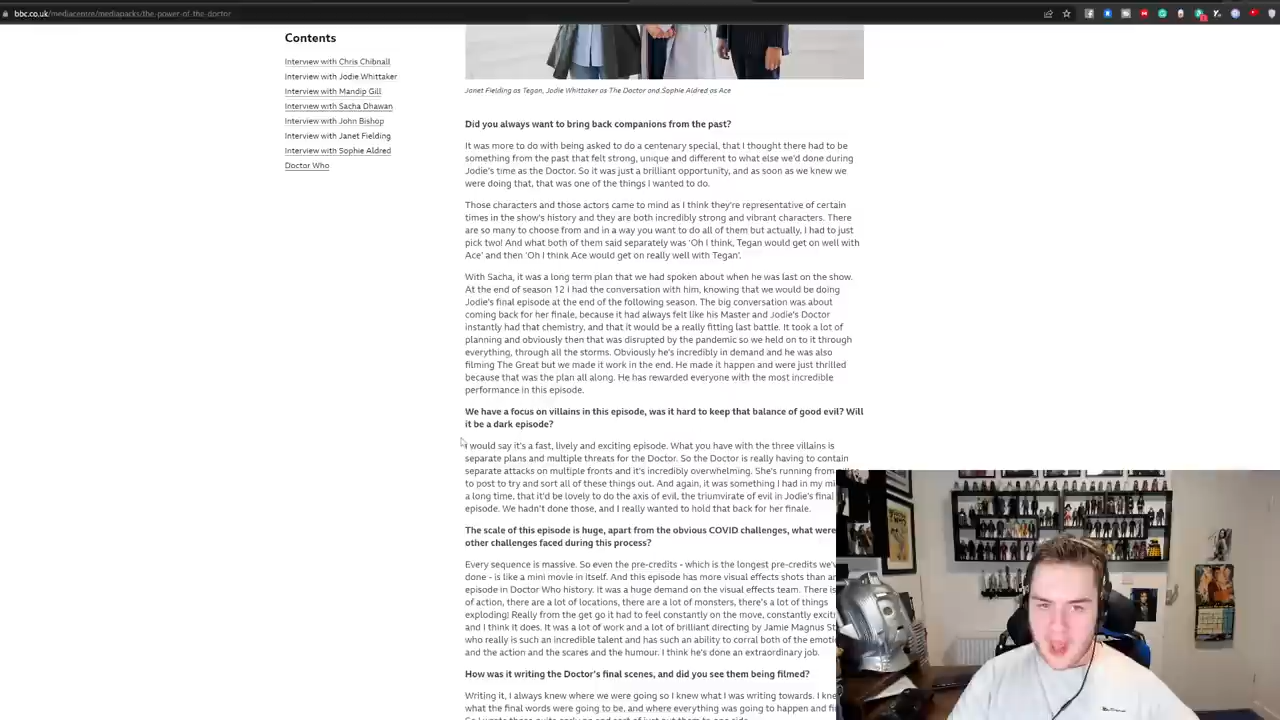 bbc.co.uk/mediacentre/mediapacks/the-power-of-the-doctor
Contents
Interview with Chris Chibnall
Interview with Jodie Whittaker
Interview with Mandip Gill
Interview with Sacha Dhawan
Interview with John Bishop
Interview with Janet Fielding
Interview with Sophie Aldred
Doctor Who
Janet Fielding as Tegan, Jodie Whittaker as The Doctor and Sophie Aldred as Ace
Did you always want to bring back companions from the past?
It was more to do with being asked to do a centenary special, that I thought there had to be
something from the past that felt strong, unique and different to what else we'd done during
Jodie's time as the Doctor. So it was just a brilliant opportunity, and as soon as we knew we
were doing that, that was one of the things I wanted to do.
Those characters and those actors came to mind as I think they're representative of certain
times in the show's history and they are both incredibly strong and vibrant characters. There
are so many to choose from and in a way you want to do all of them but actually, I had to just
pick two! And what both of them said separately was 'Oh I think, Tegan would get on well with
Ace' and then 'Oh I think Ace would get on really well with Tegan'.
With Sacha, it was a long term plan that we had spoken about when he was last on the show.
At the end of season 12 I had the conversation with him, knowing that we would be doing
Jodie's final episode at the end of the following season. The big conversation was about
coming back for her finale, because it had always felt like his Master and Jodie's Doctor
instantly had that chemistry, and that it would be a really fitting last battle. It took a lot of
planning and obviously then that was disrupted by the pandemic so we held on to it through
everything, through all the storms. Obviously he's incredibly in demand and he was also
filming The Great but we made it work in the end. He made it happen and were just thrilled
because that was the plan all along. He has rewarded everyone with the most incredible
performance in this episode.
We have a focus on villains in this episode, was it hard to keep that balance of good evil? Will
it be a dark episode?
I would say it's a fast, lively and exciting episode. What you have with the three villains is
separate plans and multiple threats for the Doctor. So the Doctor is really having to contain
separate attacks on multiple fronts and it's incredibly overwhelming. She's running from
to post to try and sort all of these things out. And again, it was something I had in my
a long time, that it'd be lovely to do the axis of evil, the triumvirate of evil in Jodie's final
episode. We hadn't done those, and I really wanted to hold that back for her finale.
The scale of this episode is huge, apart from the obvious COVID challenges, what were
other challenges faced during this process?
Every sequence is massive. So even the pre-credits - which is the longest pre-credits
done - is like a mini movie in itself. And this episode has more visual effects shots than
episode in Doctor Who history. It was a huge demand on the visual effects team. There
of action, there are a lot of locations, there are a lot of monsters, there's a lot of things
exploding! Really from the get go it had to feel constantly on the move, constantly
and I think it does. It was a lot of work and a lot of brilliant directing by Jamie Magnus
who really is such an incredible talent and has such an ability to corral both of the
and the action and the scares and the humour. I think he's done an extraordinary job.
How was it writing the Doctor's final scenes, and did you see them being filmed?
Writing it, I always knew where we were going so I knew what I was writing towards. I
what the final words were going to be, and where everything was going to happen and